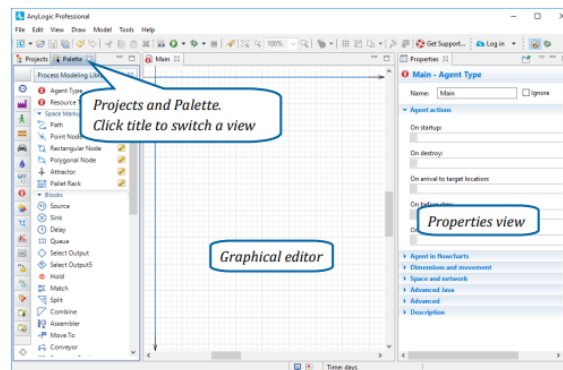 AnyLogic Professional
File Edit View Draw Model Tools Help
100%
Get Support...
Log in
Projects
Palette
Main
Properties
Process Modeling
Agent Type
Resource
Space
Path
Point Node
Rectangular Node
Polygonal Node
Attractor
Pallet Rack
Blocks
Source
Sink
Delay
Queue
Select Output
Select Output5
Hold
Match
Split
Combine
Assembler
Move To
Conveyor
Projects and Palette.
Click title to switch a view
Graphical editor
Main - Agent Type
Name: Main
Ignore
Agent actions
On startup:
On destroy:
On arrival to target location:
Properties view
Agent in flowcharts
Dimensions and movement
Space and network
Advanced Java
Advanced
Description
Time: days